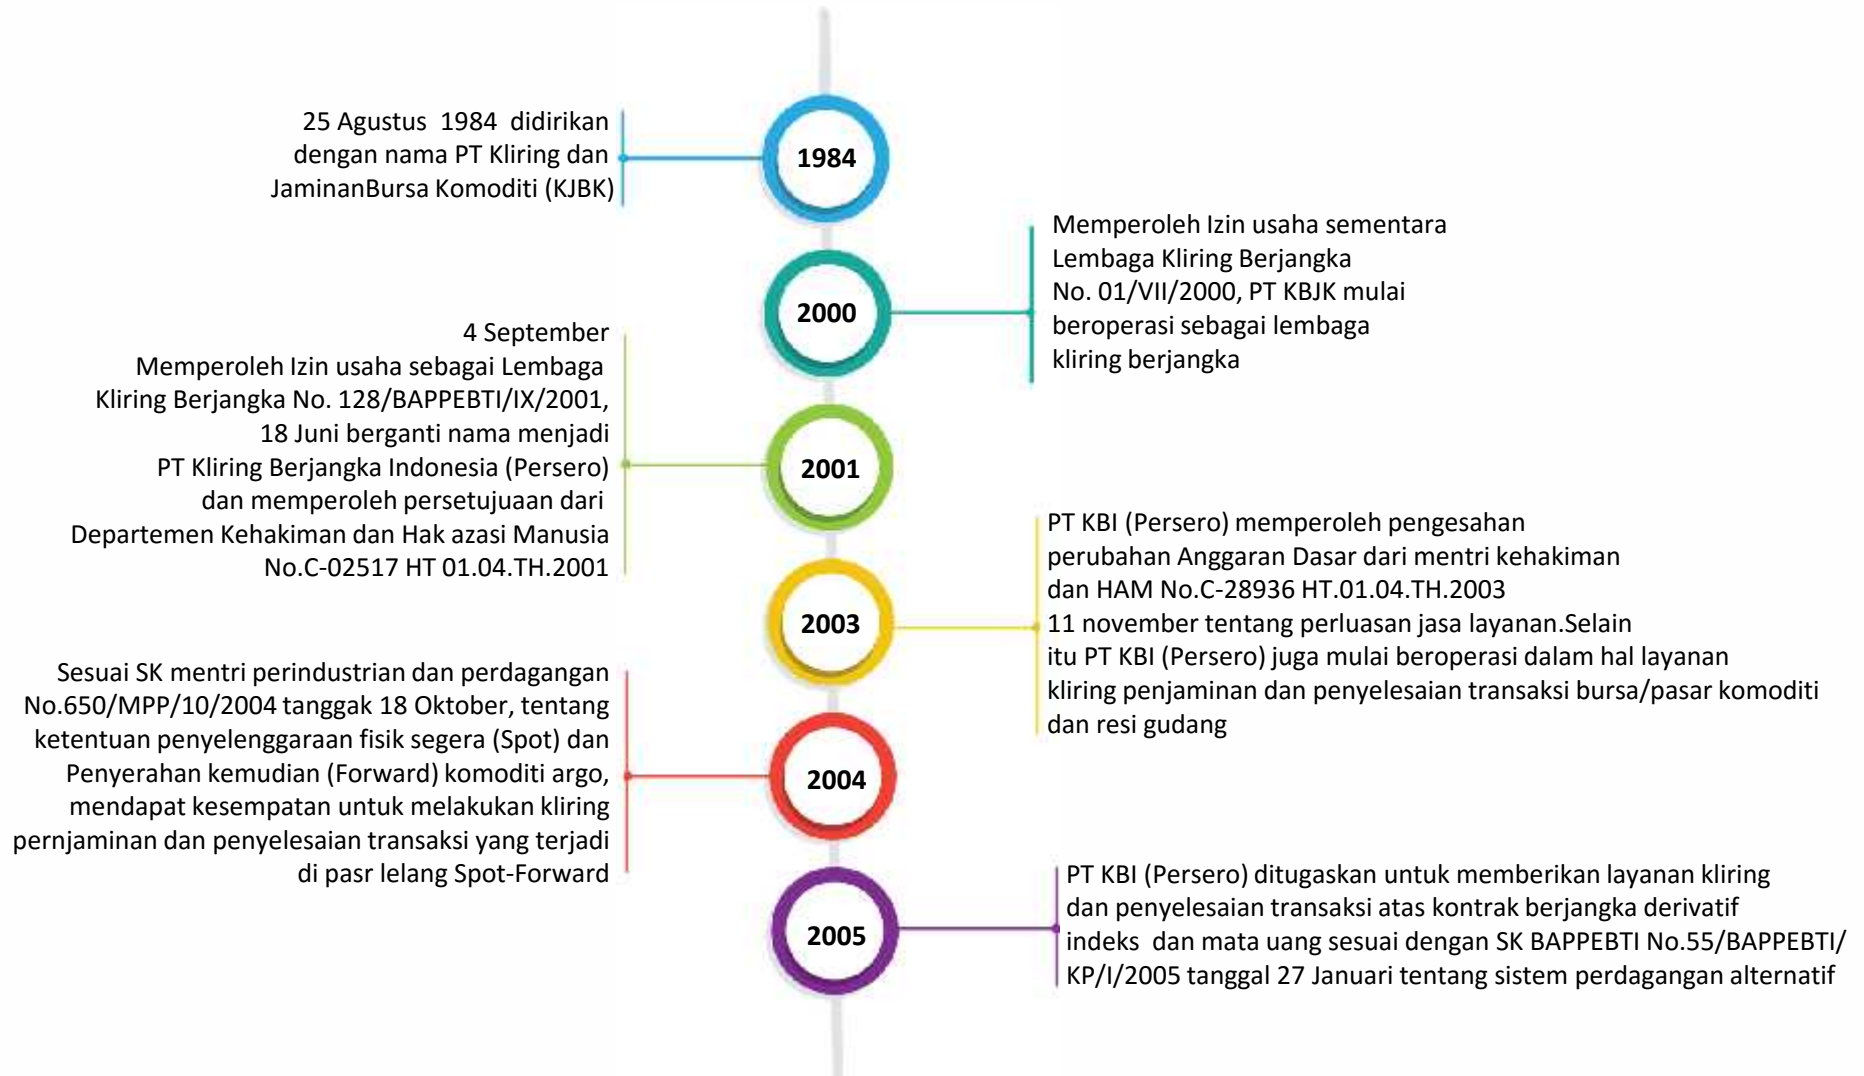 25 Agustus 1984 didirikan
dengan nama PT Kliring dan
JaminanBursa Komoditi (KJBK)
1984
Memperoleh Izin usaha sementara
Lembaga Kliring Berjangka
No. 01/VII/2000, PT KBJK mulai
beroperasi sebagai lembaga
kliring berjangka
2000
4 September
Memperoleh Izin usaha sebagai Lembaga
Kliring Berjangka No. 128/BAPPEBTI/IX/2001,
18 Juni berganti nama menjadi
PT Kliring Berjangka Indonesia (Persero)
dan memperoleh persetujuaan dari
Departemen Kehakiman dan Hak azasi Manusia
No.C-02517 HT 01.04.TH.2001
2001
PT KBI (Persero) memperoleh pengesahan
perubahan Anggaran Dasar dari mentri kehakiman
dan HAM No.C-28936 HT.01.04.TH.2003
11 november tentang perluasan jasa layanan.Selain
itu PT KBI (Persero) juga mulai beroperasi dalam hal layanan
kliring penjaminan dan penyelesaian transaksi bursa/pasar komoditi
dan resi gudang
2003
Sesuai SK mentri perindustrian dan perdagangan
No.650/MPP/10/2004 tanggak 18 Oktober, tentang
ketentuan penyelenggaraan fisik segera (Spot) dan
Penyerahan kemudian (Forward) komoditi argo,
mendapat kesempatan untuk melakukan kliring
pernjaminan dan penyelesaian transaksi yang terjadi
di pasr lelang Spot-Forward
2004
PT KBI (Persero) ditugaskan untuk memberikan layanan kliring
dan penyelesaian transaksi atas kontrak berjangka derivatif
indeks dan mata uang sesuai dengan SK BAPPEBTI No.55/BAPPEBTI/
KP/I/2005 tanggal 27 Januari tentang sistem perdagangan alternatif
2005